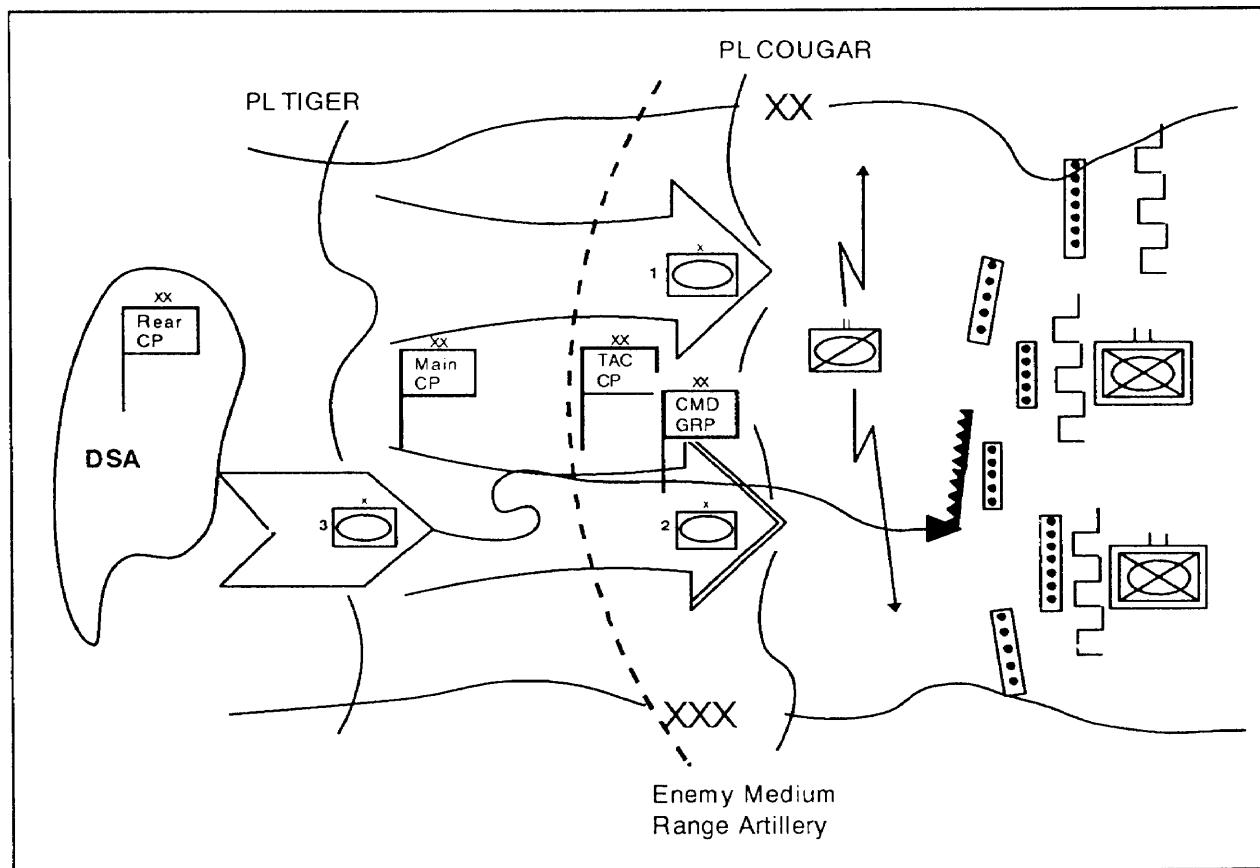 PL COUGAR
PL TIGER
XX
x
1
XX
Rear
CP
XX
Main
CP
XX
TAC
CP
XX
CMD
GRP
DSA
x
3
x
2
XXX
Enemy Medium
Range Artillery